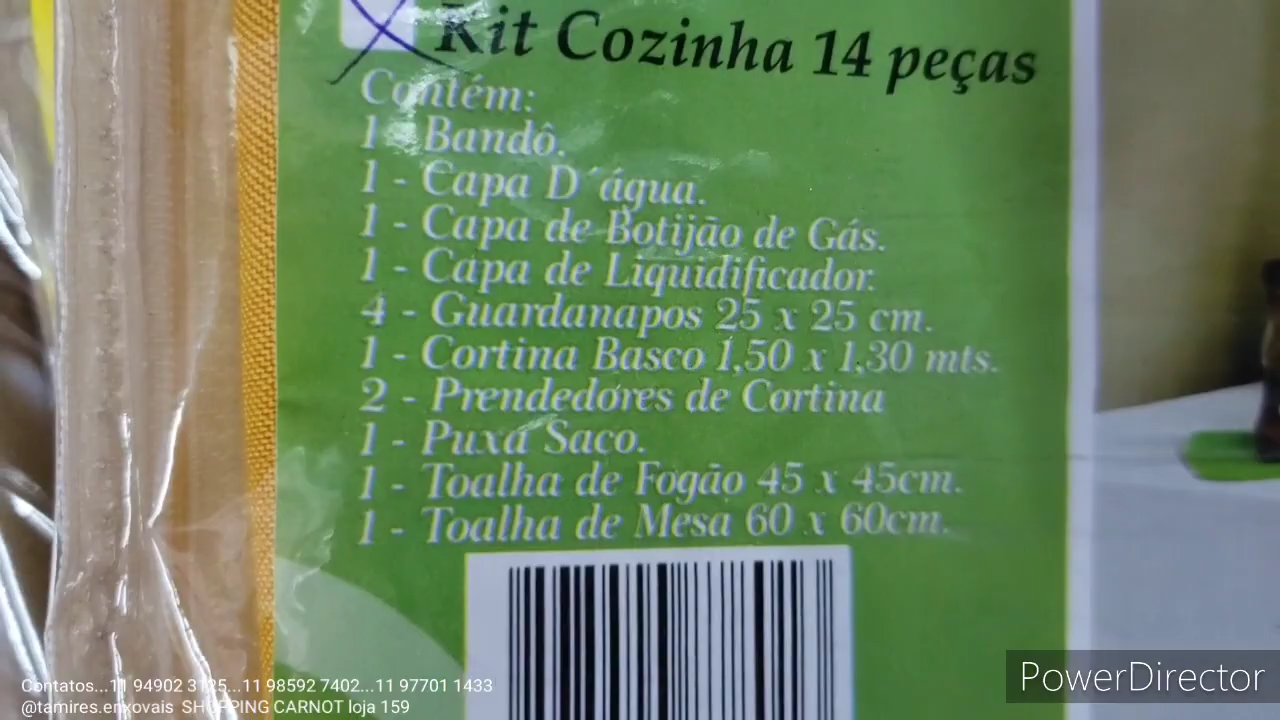 Kit Cozinha 14 peças
Contém:
1 - Bandô.
1 - Capa D´água.
1 - Capa de Botijão de Gás.
1 - Capa de Liquidificador.
4 - Guardanapos 25 x 25 cm.
1 - Cortina Basco 1,50 x 1,30 mts.
2 - Prendedores de Cortina
1 - Puxa Saco.
1 - Toalha de Fogão 45 x 45cm.
1 - Toalha de Mesa 60 x 60cm.
PowerDirector
Contatos...11 94902 3125...11 98592 7402...11 97701 1433
@tamires.enxovais SHOPPING CARNOT loja 159